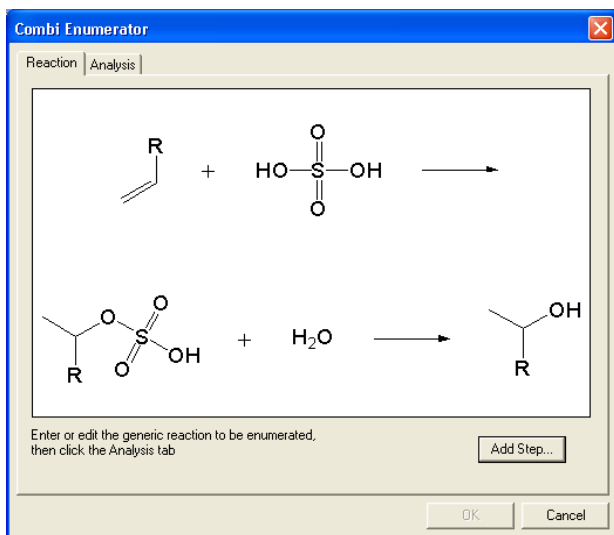 Combi Enumerator
Reaction Analysis
R
+
O
HO S OH
O
O
O S OH
O
R
+
H₂O
OH
R
Enter or edit the generic reaction to be enumerated,
then click the Analysis tab
Add Step...
OK Cancel